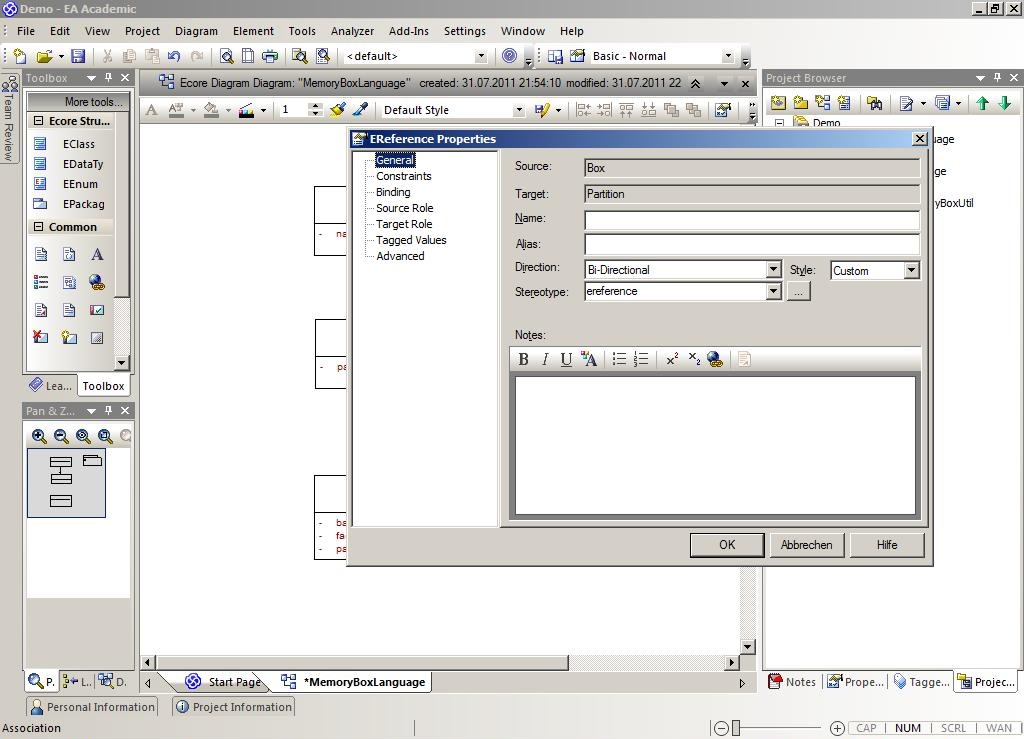 Demo - EA Academic
File Edit View Project Diagram Element Tools Analyzer Add-Ins Settings Window Help
<default> Basic - Normal
Team Review
Toolbox
More tools...
Ecore Stru...
EClass
EDataTy
EEnum
EPackag
Common
Lea... Toolbox
Pan & Z...
P. L.. D.
Ecore Diagram Diagram: "MemoryBoxLanguage" created: 31.07.2011 21:54:10 modified: 31.07.2011 22
A 1 Default Style
- na
- pa
- ba
- fa
- pa
EReference Properties
General
Constraints
Binding
Source Role
Target Role
Tagged Values
Advanced
Source: Box
Target: Partition
Name:
Alias:
Direction: Bi-Directional Style: Custom
Stereotype: ereference ...
Notes:
B I U A x² x₂
OK Abbrechen Hilfe
Project Browser
Demo
uage
ge
yBoxUtil
Start Page *MemoryBoxLanguage
Notes Prope... Tagge... Projec...
Personal Information Project Information
Association CAP NUM SCRL WAN